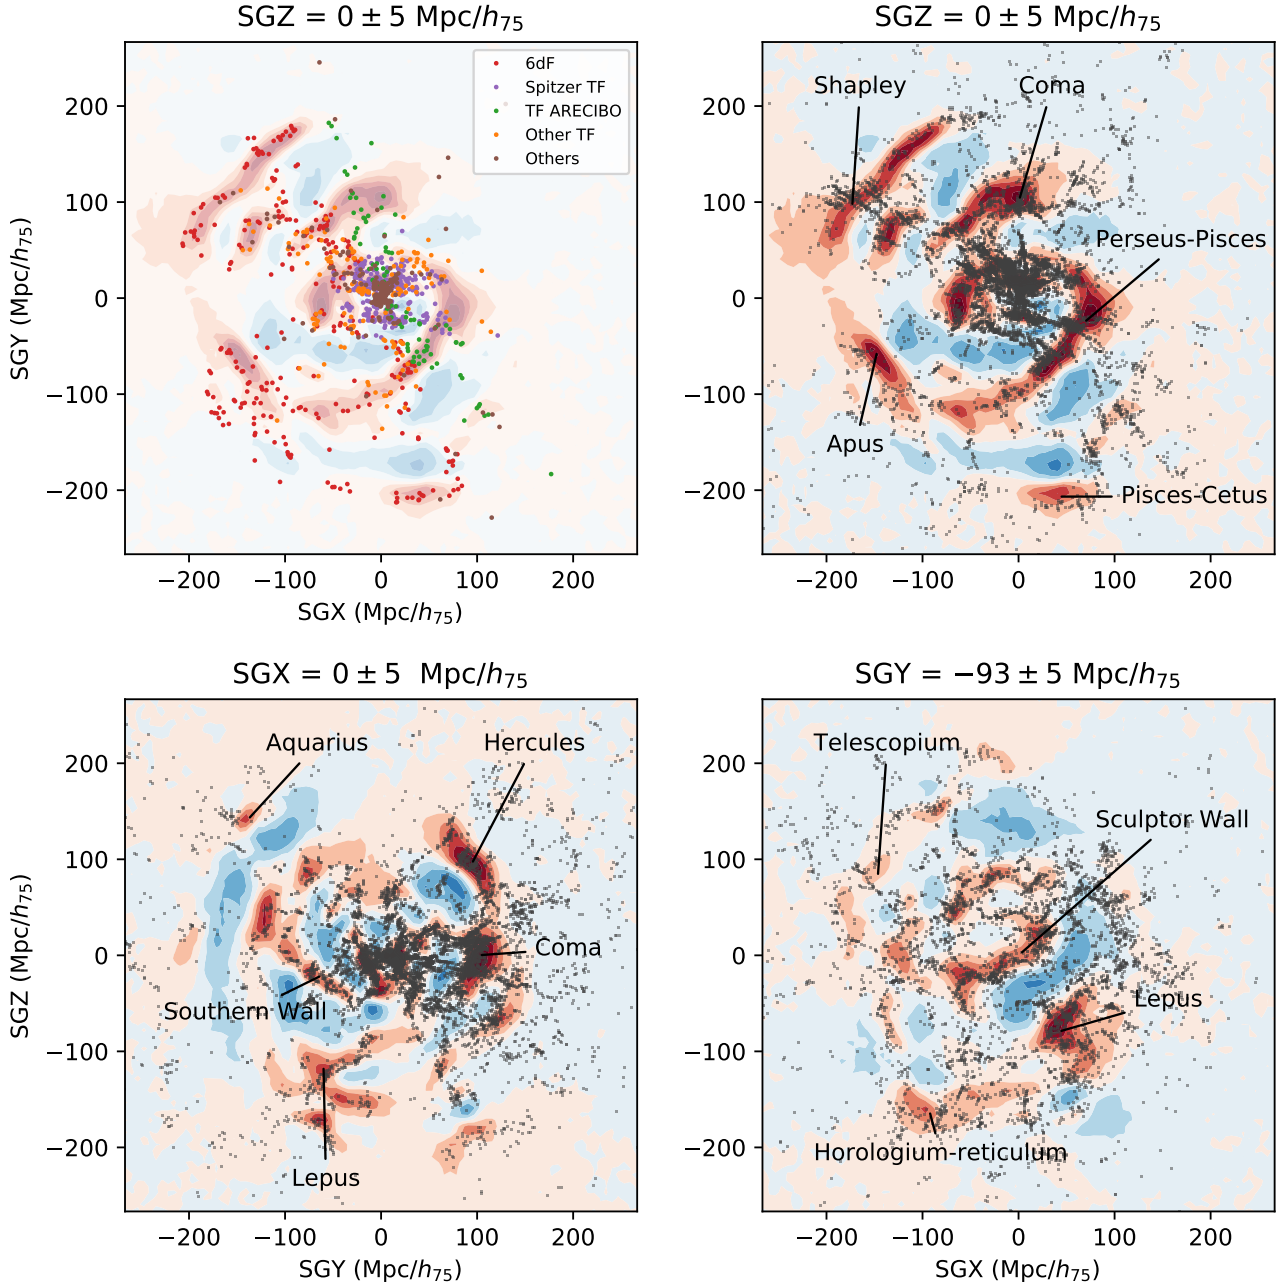 SGZ = 0 ± 5 Mpc/h₇₅
200
100
0
−100
−200
SGY (Mpc/h₇₅)
6dF
Spitzer TF
TF ARECIBO
Other TF
Others
−200 −100 0 100 200
SGX (Mpc/h₇₅)
SGZ = 0 ± 5 Mpc/h₇₅
200
100
0
−100
−200
Shapley
Coma
Perseus-Pisces
Apus
Pisces-Cetus
−200 −100 0 100 200
SGX = 0 ± 5 Mpc/h₇₅
200
100
0
−100
−200
SGZ (Mpc/h₇₅)
Aquarius
Hercules
Coma
Southern Wall
Lepus
−200 −100 0 100 200
SGY (Mpc/h₇₅)
SGY = −93 ± 5 Mpc/h₇₅
200
100
0
−100
−200
Telescopium
Sculptor Wall
Lepus
Horologium-reticulum
−200 −100 0 100 200
SGX (Mpc/h₇₅)